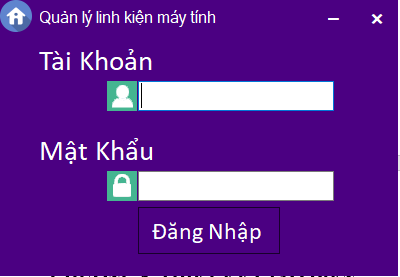 Quản lý linh kiện máy tính
Tài Khoản
Mật Khẩu
Đăng Nhập